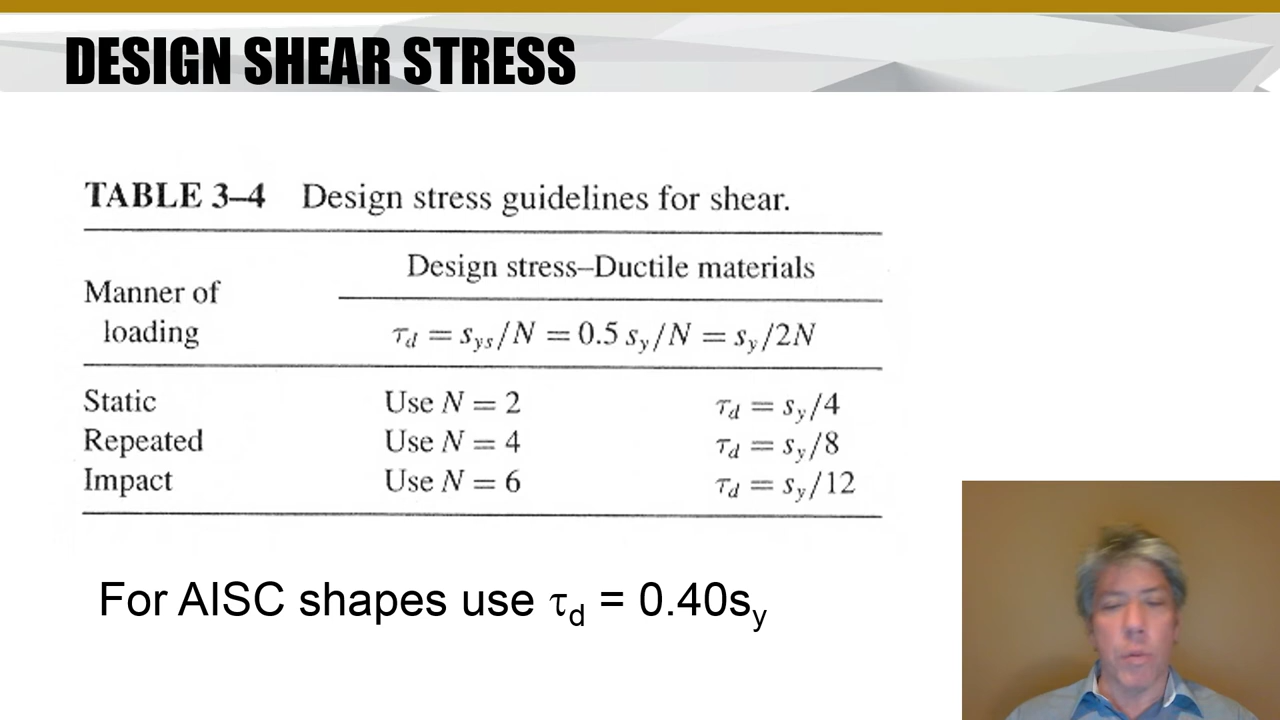 DESIGN SHEAR STRESS
TABLE 3–4 Design stress guidelines for shear.
Design stress–Ductile materials
Manner of
loading
τd = sys/N = 0.5 sy/N = sy/2N
Static Use N = 2 τd = sy/4
Repeated Use N = 4 τd = sy/8
Impact Use N = 6 τd = sy/12
For AISC shapes use τd = 0.40sy